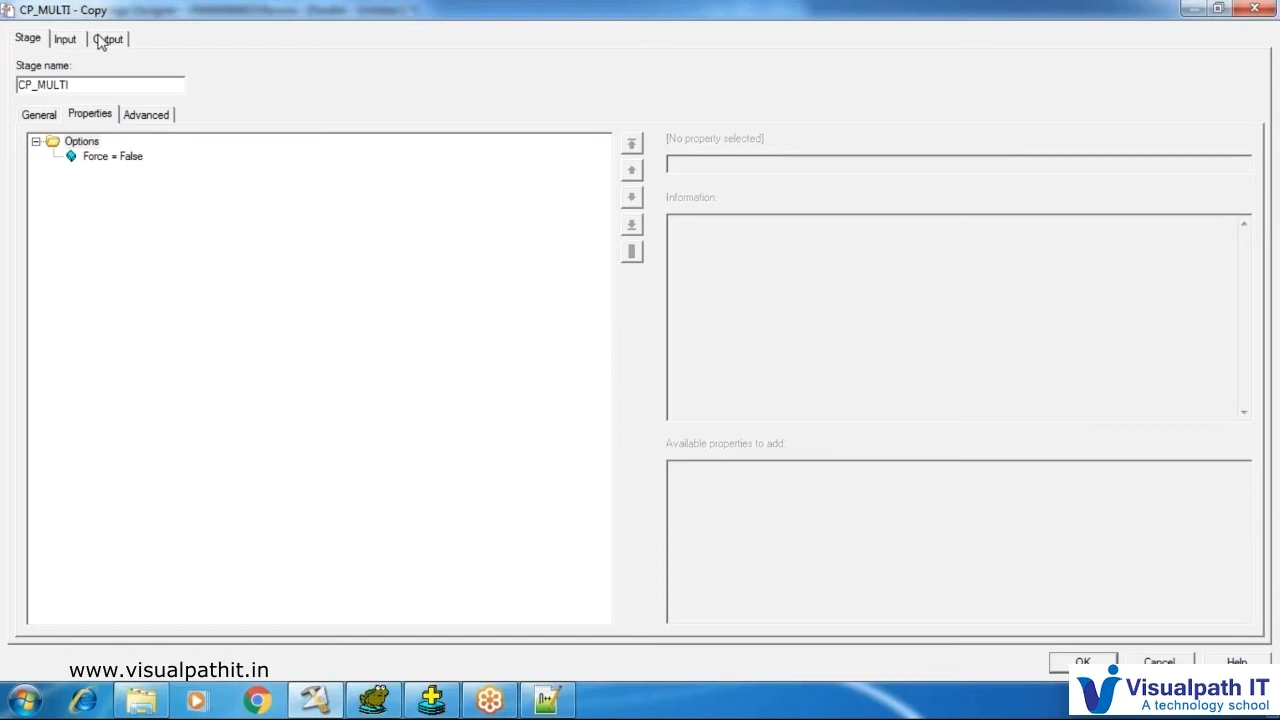 CP_MULTI - Copy
Stage Input Output
Stage name:
CP_MULTI
General Properties Advanced
Options
Force = False
[No property selected]
Information:
Available properties to add:
OK Cancel Help
www.visualpathit.in
Visualpath IT
A technology school